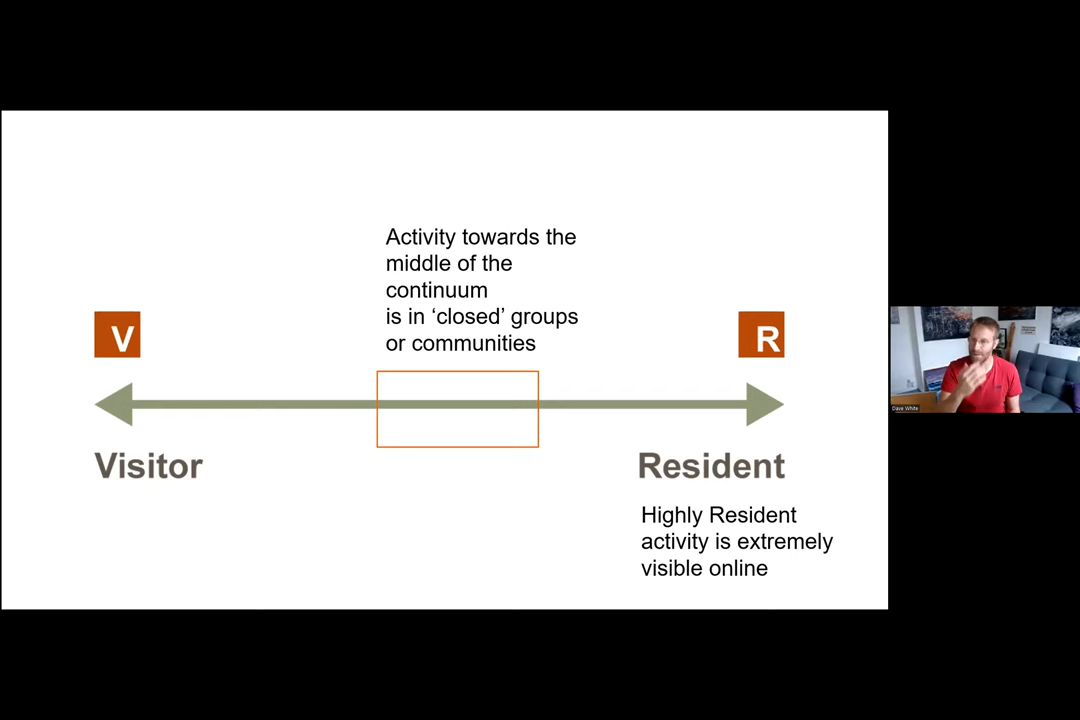 Activity towards the
middle of the
continuum
is in ‘closed’ groups
or communities
V
R
Visitor
Resident
Highly Resident
activity is extremely
visible online
Dave White